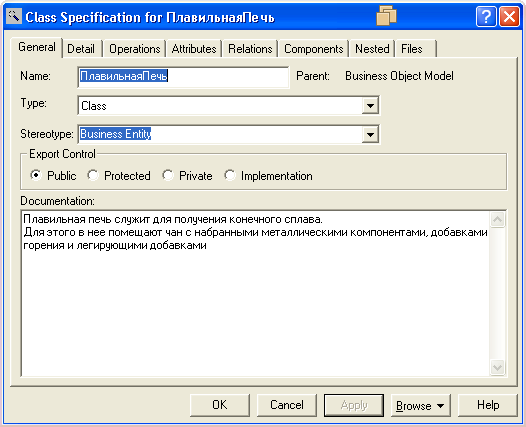 Class Specification for ПлавильнаяПечь
General Detail Operations Attributes Relations Components Nested Files
Name: ПлавильнаяПечь Parent: Business Object Model
Type: Class
Stereotype: Business Entity
Export Control
Public Protected Private Implementation
Documentation:
Плавильная печь служит для получения конечного сплава.
Для этого в нее помещают чан с набранными металлическими компонентами, добавками
горения и легирующими добавками
OK Cancel Apply Browse Help